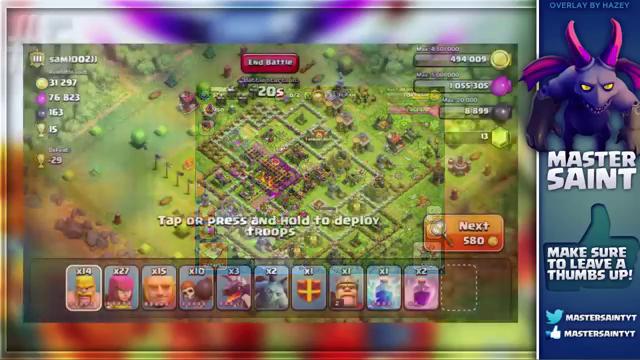 OVERLAY BY HAZEY
sam1002JJ
End Battle
494 009
31 297
76 823
163
15
Defeat:
-29
20s
1 055 305
8 899
13
Tap or press and hold to deploy
troops
Next
580
x14
x27
x15
x10
x3
x2
x1
x1
x1
x2
MASTER
SAINT
MAKE SURE
TO LEAVE A
THUMBS UP!
MASTERSAINTYT
MASTERSAINTYT